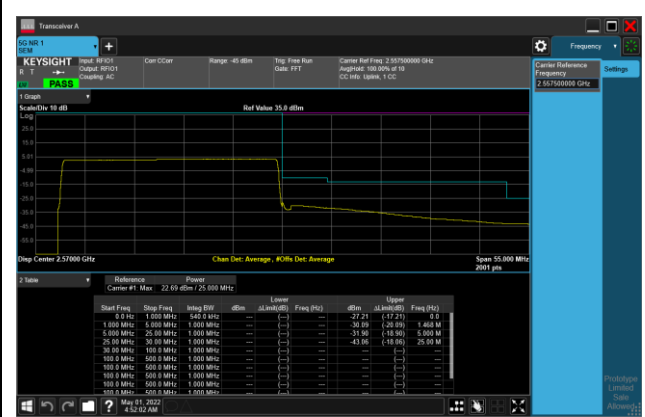 Transceiver A
5G NR 1
SEM
Frequency
KEYSIGHT
R T
PASS
Input: RFIO1
Output: RFIO1
Coupling: AC
Corr CCorr
Range: -45 dBm
Trig: Free Run
Gate: FFT
Carrier Ref Freq: 2.557500000 GHz
Avg|Hold: 100.00% of 10
CC Info: Uplink, 1 CC
Carrier Reference
Frequency
2.557500000 GHz
Settings
1 Graph
Scale/Div 10 dB
Ref Value 35.0 dBm
Log
25.0
15.0
5.01
-4.99
-15.0
-25.0
-35.0
-45.0
-55.0
Disp Center 2.57000 GHz
Chan Det: Average , #Offs Det: Average
Span 55.000 MHz
2001 pts
2 Table
Reference Power
Carrier #1 Max 22.69 dBm / 25.000 MHz
Lower Upper
Start Freq Stop Freq Integ BW dBm ΔLimit(dB) Freq (Hz) dBm ΔLimit(dB) Freq (Hz)
0.0 Hz 1.000 MHz 540.0 kHz --- (---) --- -27.21 (-17.21) 0.0
1.000 MHz 5.000 MHz 1.000 MHz --- (---) --- -30.09 (-20.09) 1.468 M
5.000 MHz 25.00 MHz 1.000 MHz --- (---) --- -31.90 (-18.90) 5.000 M
25.00 MHz 30.00 MHz 1.000 MHz --- (---) --- -43.06 (-18.06) 25.00 M
30.00 MHz 100.0 MHz 1.000 MHz --- (---) --- --- (---) ---
100.0 MHz 500.0 MHz 1.000 MHz --- (---) --- --- (---) ---
100.0 MHz 500.0 MHz 1.000 MHz --- (---) --- --- (---) ---
100.0 MHz 500.0 MHz 1.000 MHz --- (---) --- --- (---) ---
100.0 MHz 500.0 MHz 1.000 MHz --- (---) --- --- (---) ---
100.0 MHz 500.0 MHz 1.000 MHz --- (---) --- --- (---) ---
Prototype
Limited
Sale
Allowed
May 01, 2022
4:52:02 AM